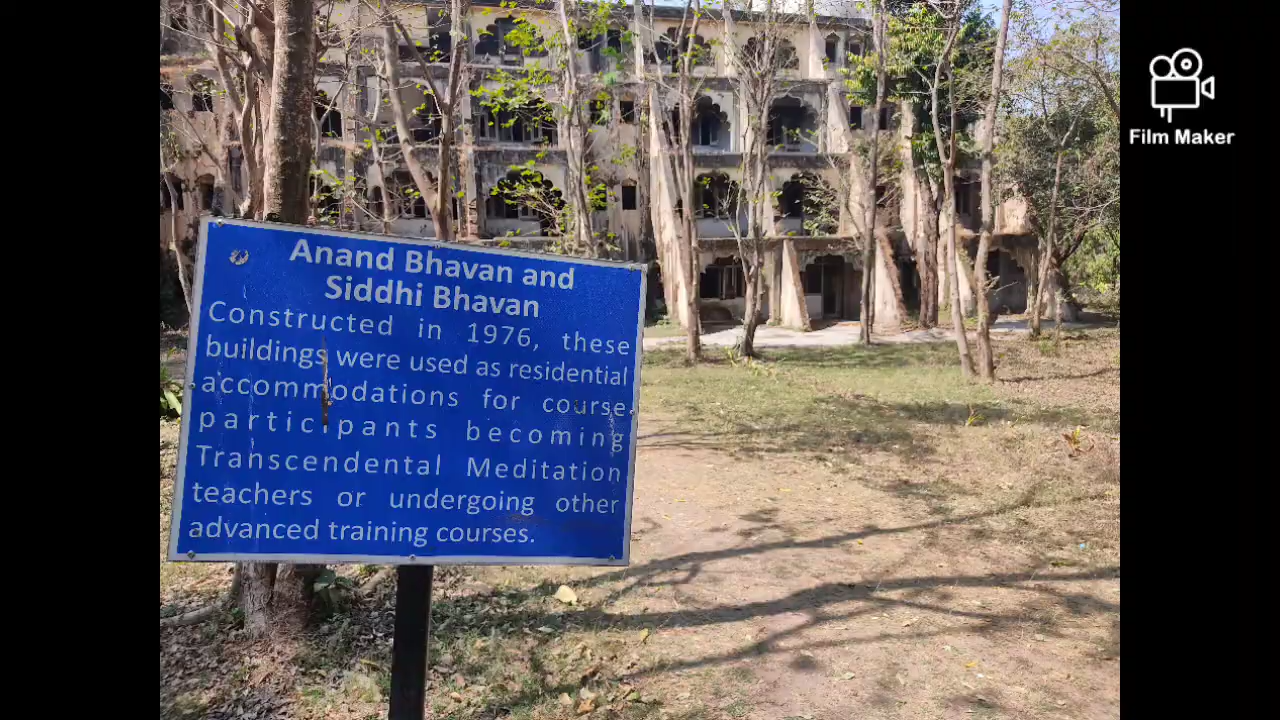 Anand Bhavan and
Siddhi Bhavan
Constructed in 1976, these
buildings were used as residential
accommodations for course
participants becoming
Transcendental Meditation
teachers or undergoing other
advanced training courses.
Film Maker